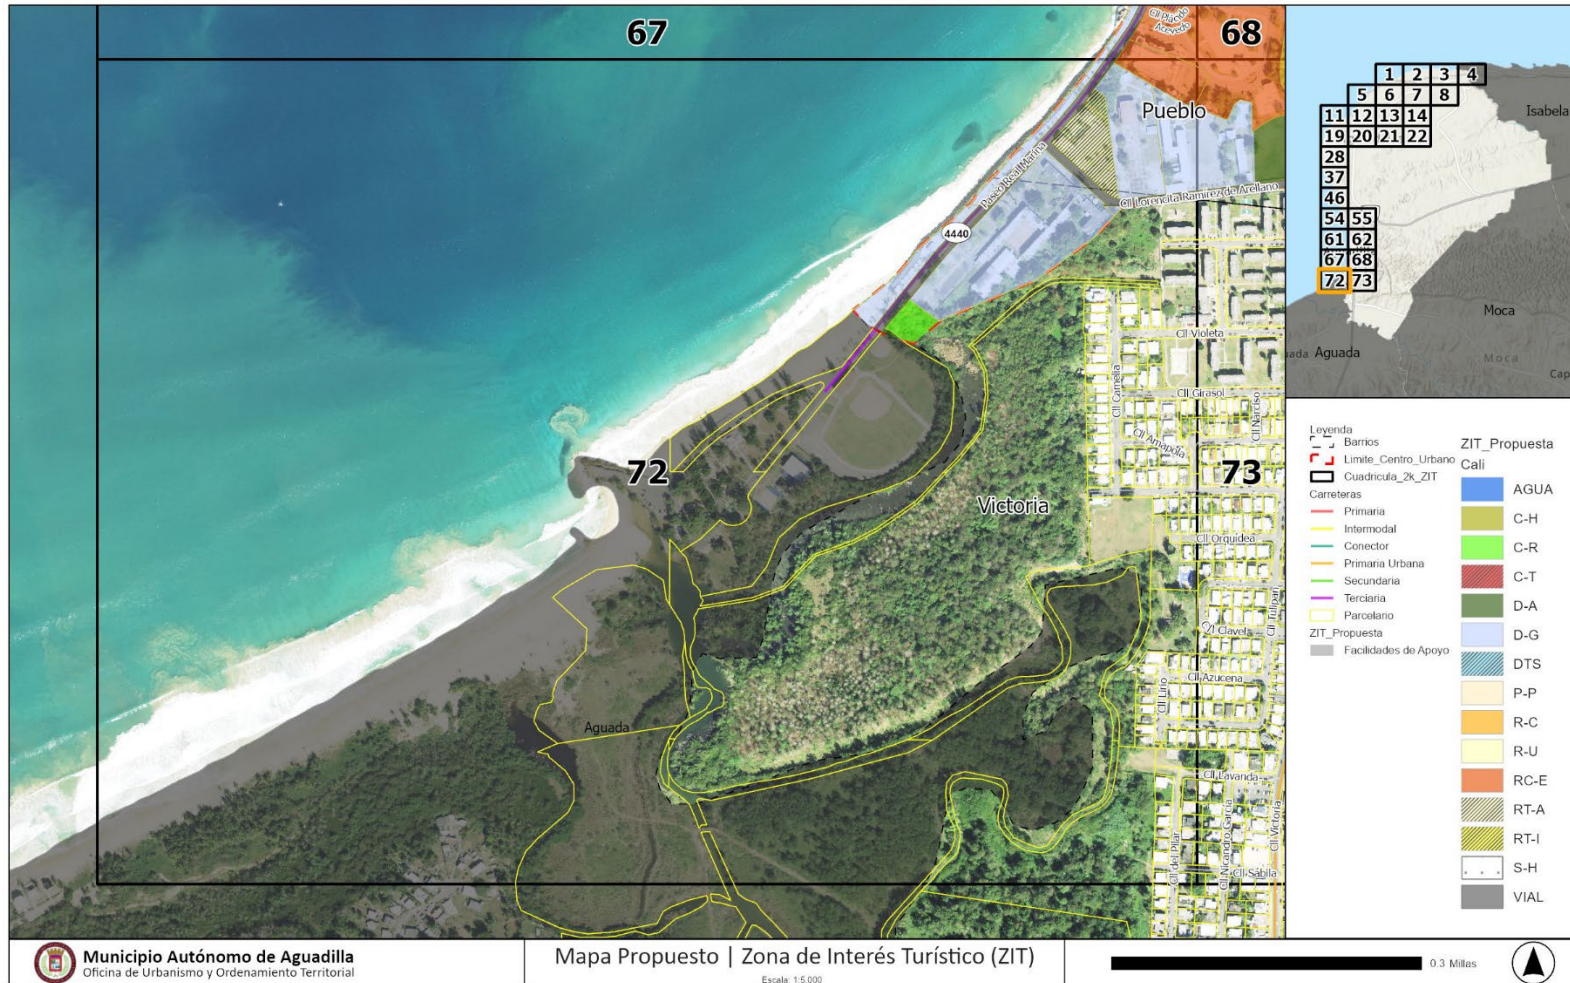 67
68
Cll Plácido
Acevedo
Pueblo
Paseo Real Marina
Cll Lorencita Ramirez de Arellano
4440
Cll Violeta
Cll Camelia
Cll Girasol
Cll Narciso
Cll Amapola
72
73
Victoria
Cll Orquidea
Cll Tulipan
Cll Clavel
Cll Azucena
Cll Lirio
Aguada
Cll Lavanda
Cll del Pilar
Cll Nicandro García
Cll Victoria
Cll Sábila
1 2 3 4
5 6 7 8
11 12 13 14
19 20 21 22
28
37
46
54 55
61 62
67 68
72 73
Isabela
Moca
Moca
Aguada
Leyenda
Barrios
Limite_Centro_Urbano
Cuadricula_2k_ZIT
Carreteras
Primaria
Intermodal
Conector
Primaria Urbana
Secundaria
Terciaria
Parcelario
ZIT_Propuesta
Facilidades de Apoyo
ZIT_Propuesta
Cali
AGUA
C-H
C-R
C-T
D-A
D-G
DTS
P-P
R-C
R-U
RC-E
RT-A
RT-I
S-H
VIAL
Municipio Autónomo de Aguadilla
Oficina de Urbanismo y Ordenamiento Territorial
Mapa Propuesto | Zona de Interés Turístico (ZIT)
Escala: 1:5,000
0.3 Millas